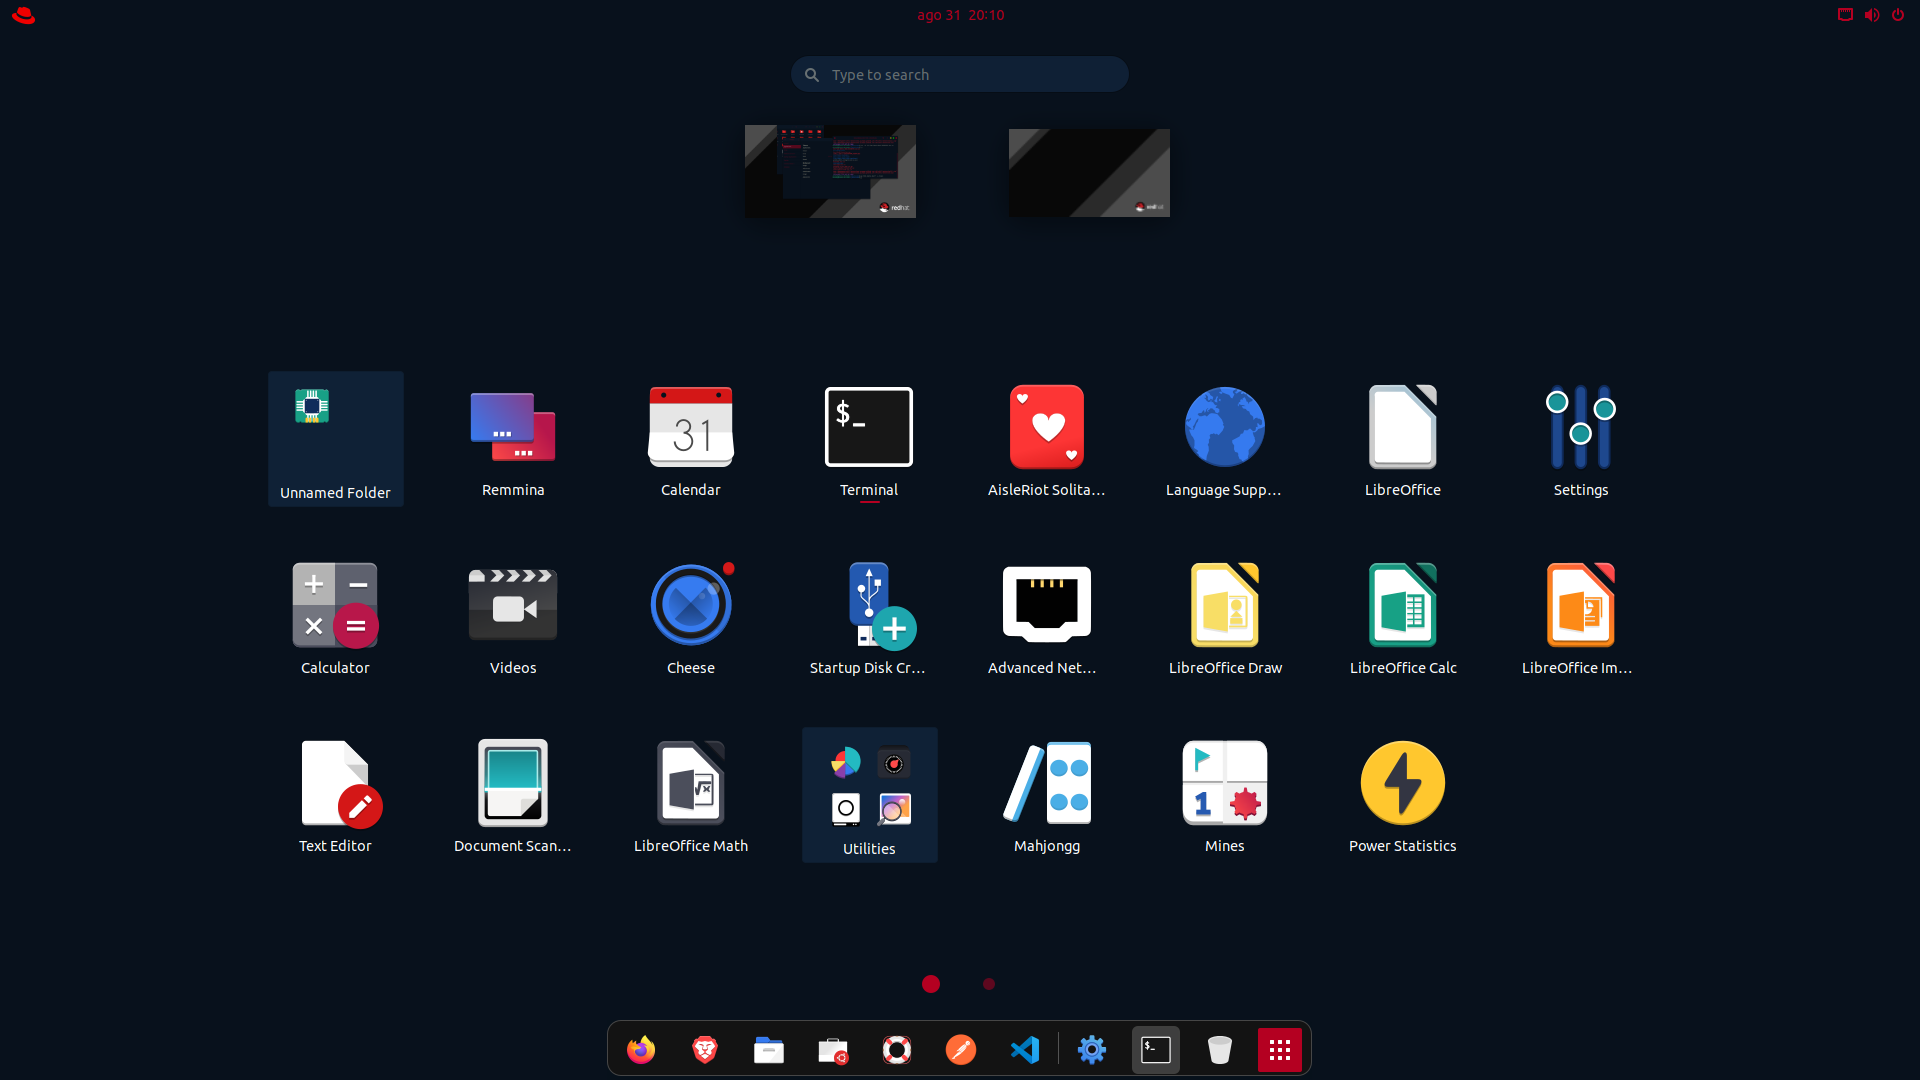 ago 31 20:10
Type to search
redhat
redhat
Unnamed Folder
Remmina
31
Calendar
$_
Terminal
AisleRiot Solita…
Language Supp…
LibreOffice
Settings
Calculator
Videos
Cheese
Startup Disk Cr…
Advanced Net…
LibreOffice Draw
LibreOffice Calc
LibreOffice Im…
Text Editor
Document Scan…
LibreOffice Math
Utilities
Mahjongg
1
Mines
Power Statistics
$_